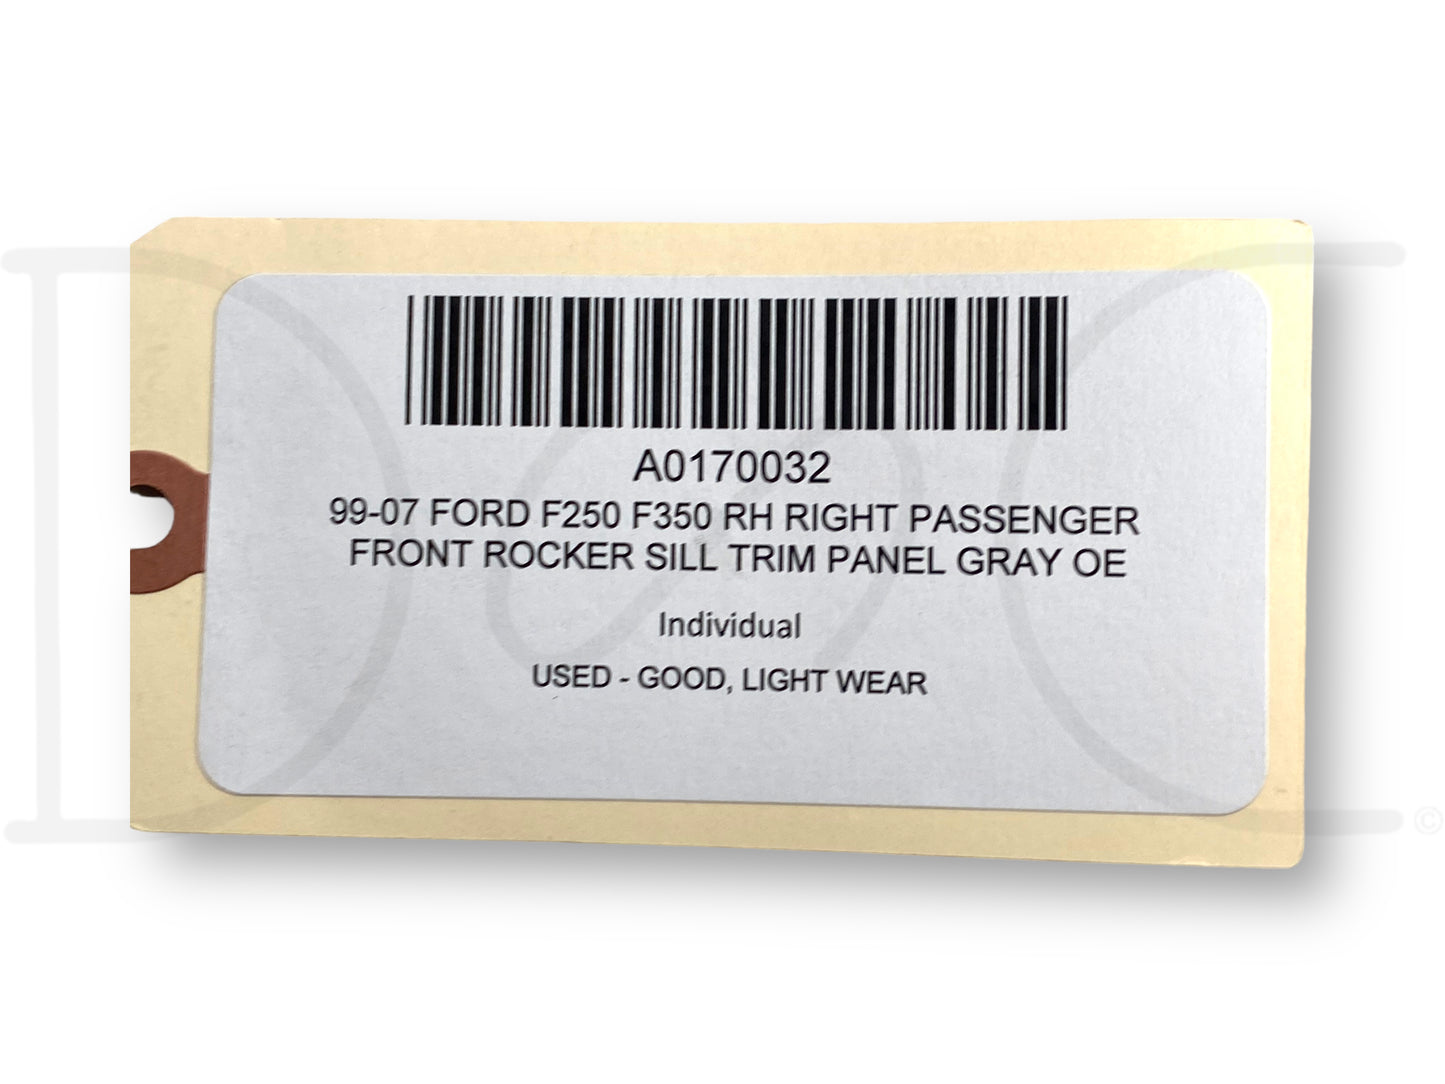 A0170032
99-07 FORD F250 F350 RH RIGHT PASSENGER
FRONT ROCKER SILL TRIM PANEL GRAY OE
Individual
USED - GOOD, LIGHT WEAR
©